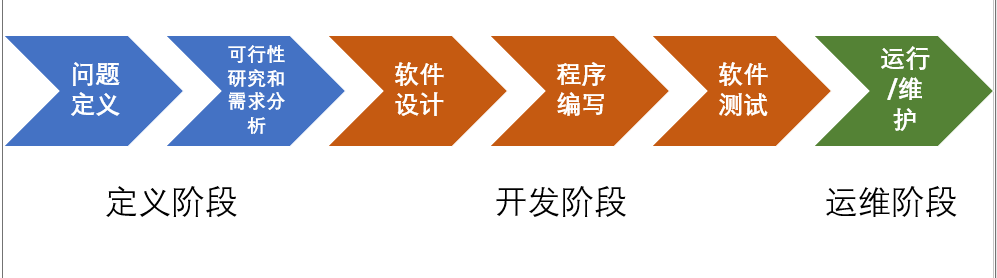 问题
定义
可行性
研究和
需求分
析
软件
设计
程序
编写
软件
测试
运行
/维
护
定义阶段
开发阶段
运维阶段